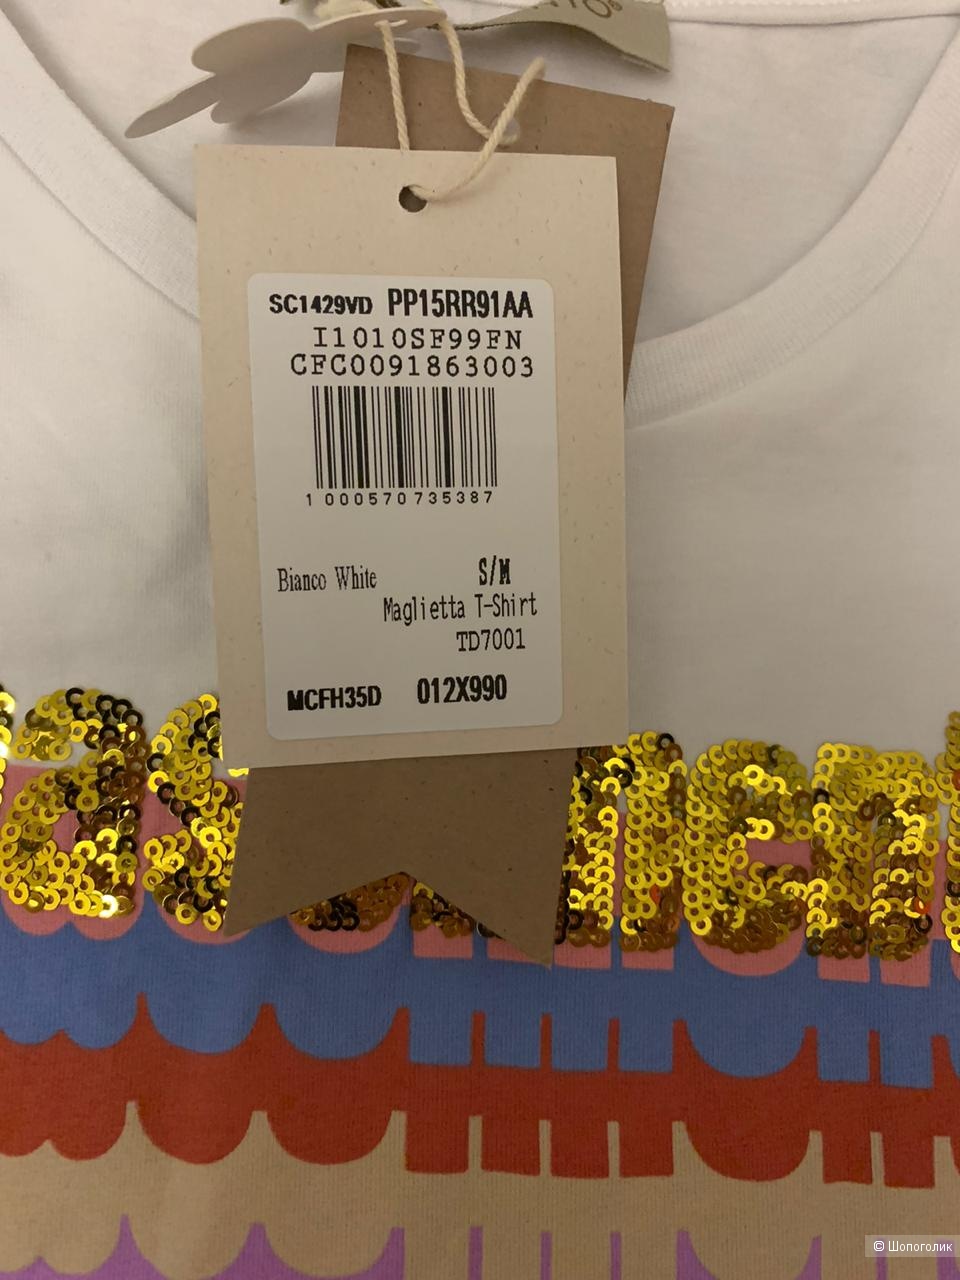 SC1429VD PP15RR91AA
I1010SF99FN
CFC0091863003
1 000570 735387
Bianco White S/M
Maglietta T-Shirt
TD7001
MCFH35D 012X990
© Шопоголик